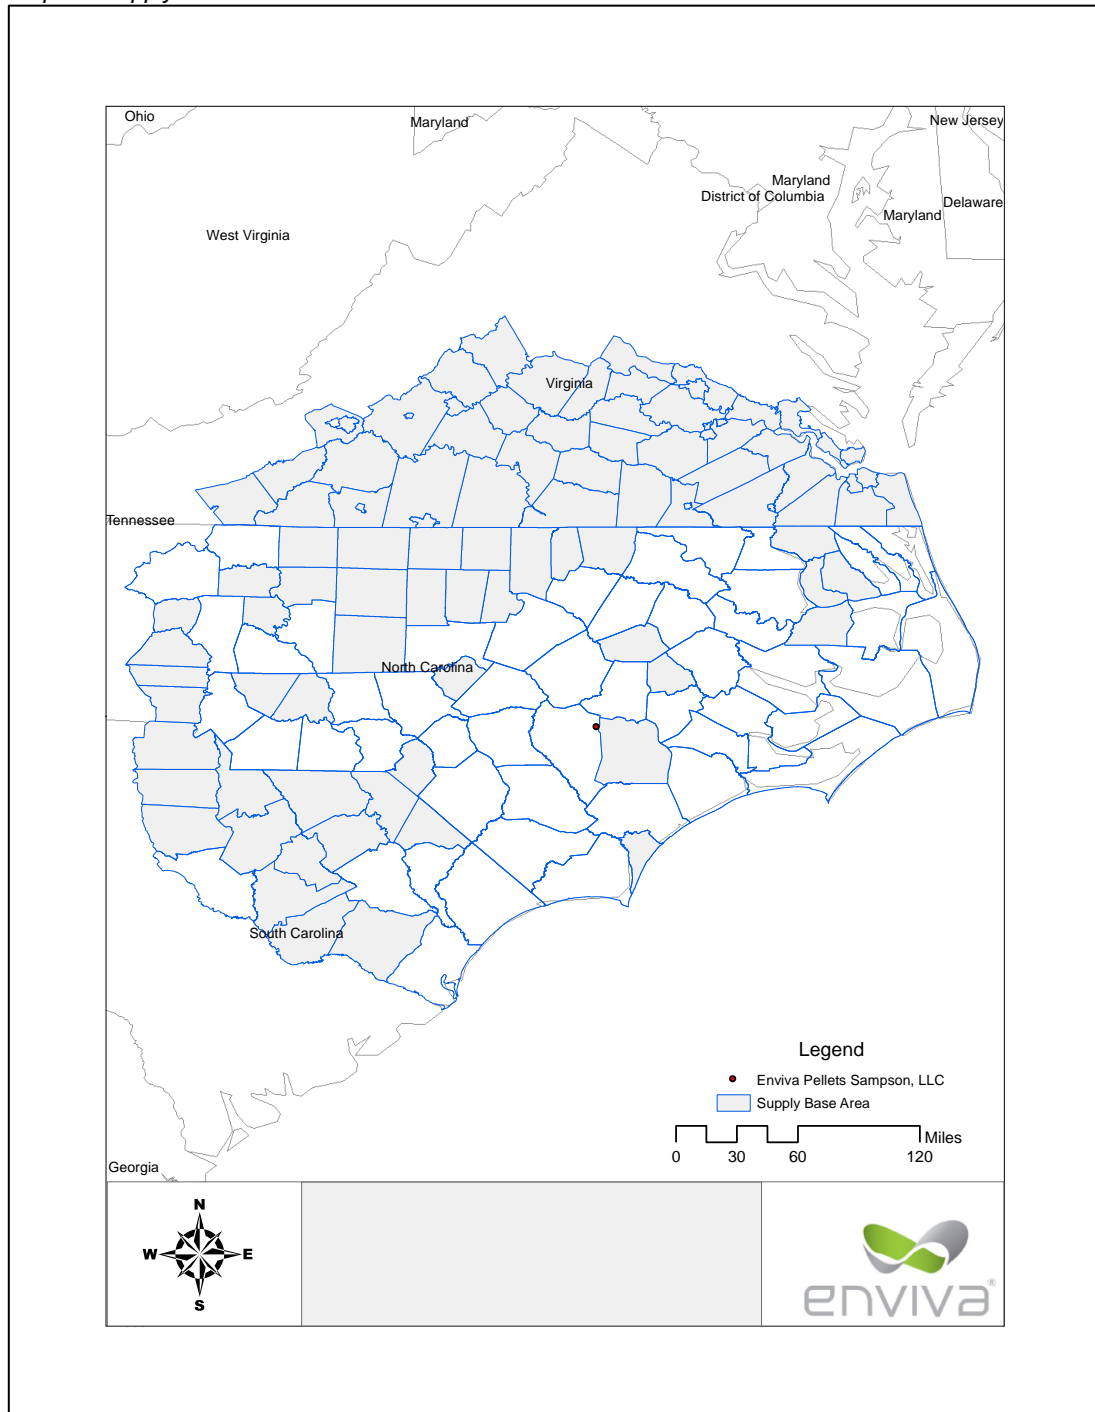 Ohio
Maryland
New Jersey
Maryland
District of Columbia
Delaware
Maryland
West Virginia
Virginia
Tennessee
North Carolina
South Carolina
Legend
Enviva Pellets Sampson, LLC
Supply Base Area
Miles
0 30 60 120
Georgia
N
W E
S
enviva®